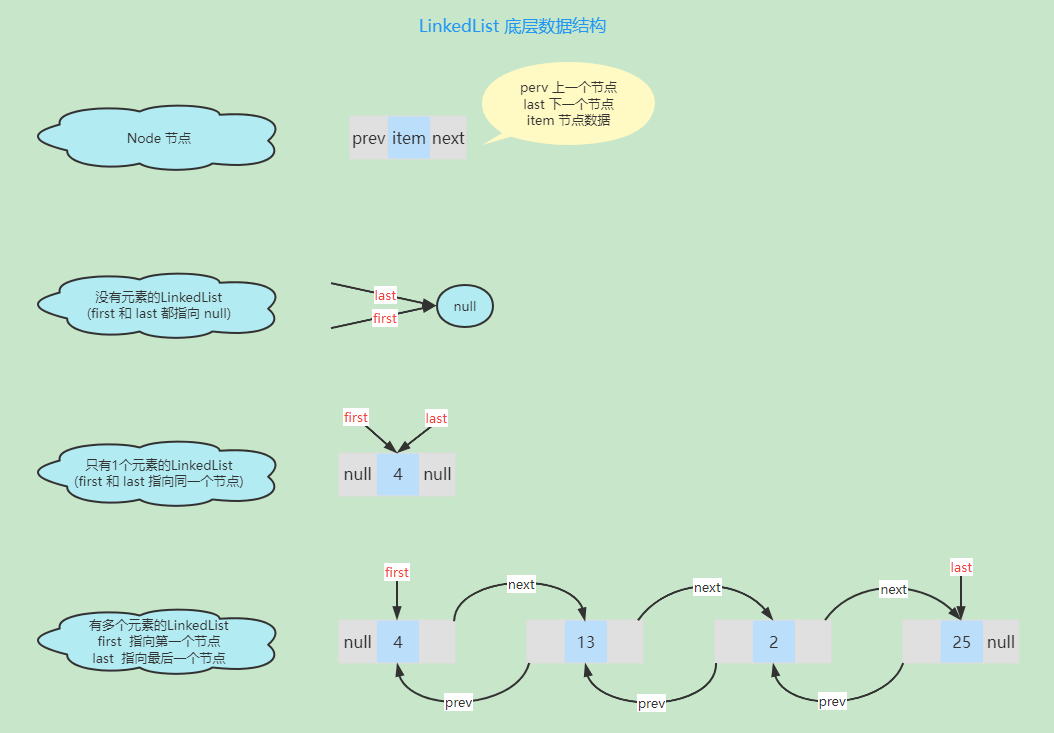 LinkedList 底层数据结构
perv 上一个节点
last 下一个节点
item 节点数据
Node 节点
prev item next
没有元素的LinkedList
(first 和 last 都指向 null)
last
first
null
first
last
只有1个元素的LinkedList
(first 和 last 指向同一个节点)
null 4 null
first
last
next
next
next
有多个元素的LinkedList
first 指向第一个节点
last 指向最后一个节点
null 4 13 2 25 null
prev
prev
prev